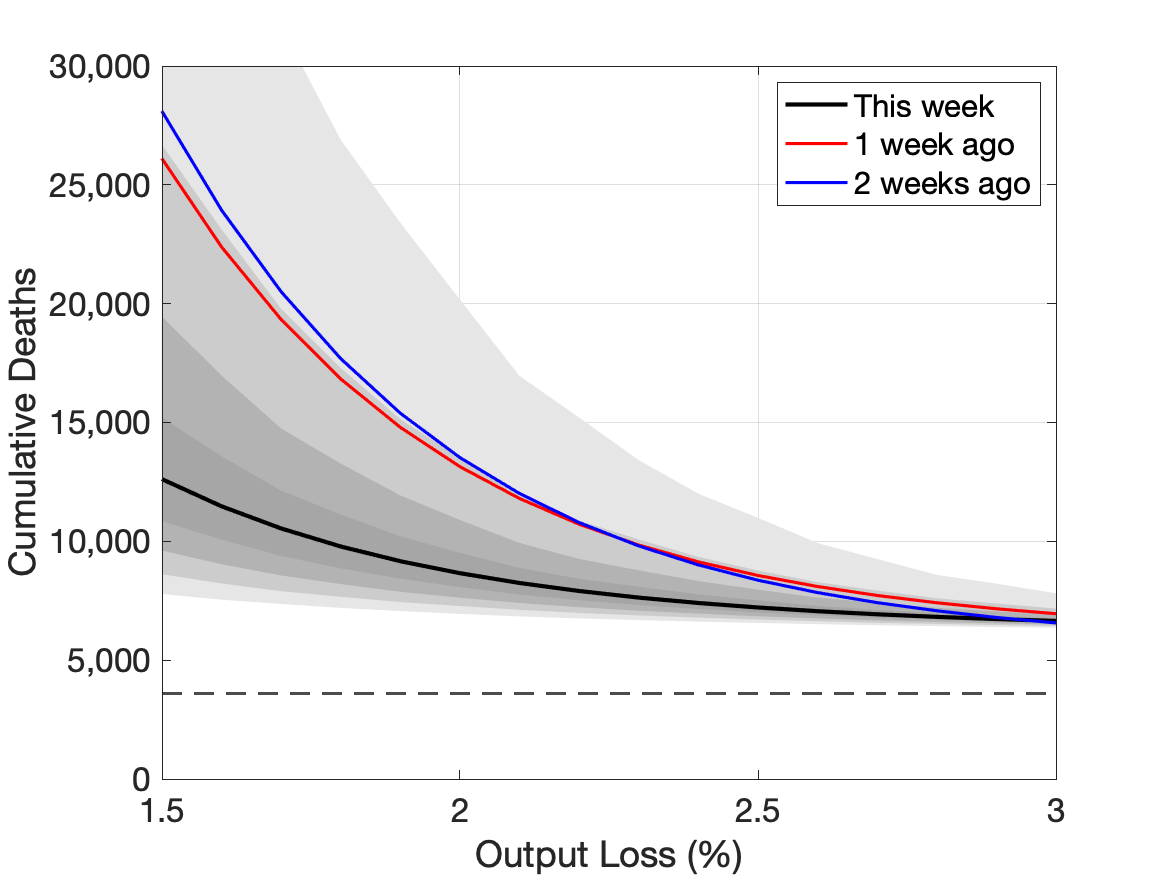 30,000
25,000
20,000
15,000
10,000
5,000
0
Cumulative Deaths
This week
1 week ago
2 weeks ago
1.5
2
2.5
3
Output Loss (%)